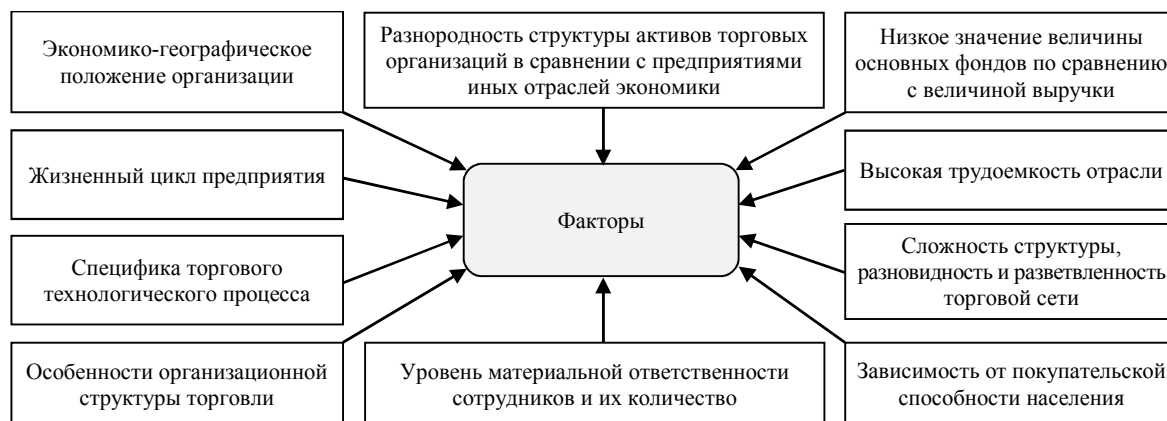 Экономико-географическое
положение организации
Разнородность структуры активов торговых
организаций в сравнении с предприятиями
иных отраслей экономики
Низкое значение величины
основных фондов по сравнению
с величиной выручки
Жизненный цикл предприятия
Высокая трудоемкость отрасли
Факторы
Специфика торгового
технологического процесса
Сложность структуры,
разновидность и разветвленность
торговой сети
Особенности организационной
структуры торговли
Уровень материальной ответственности
сотрудников и их количество
Зависимость от покупательской
способности населения